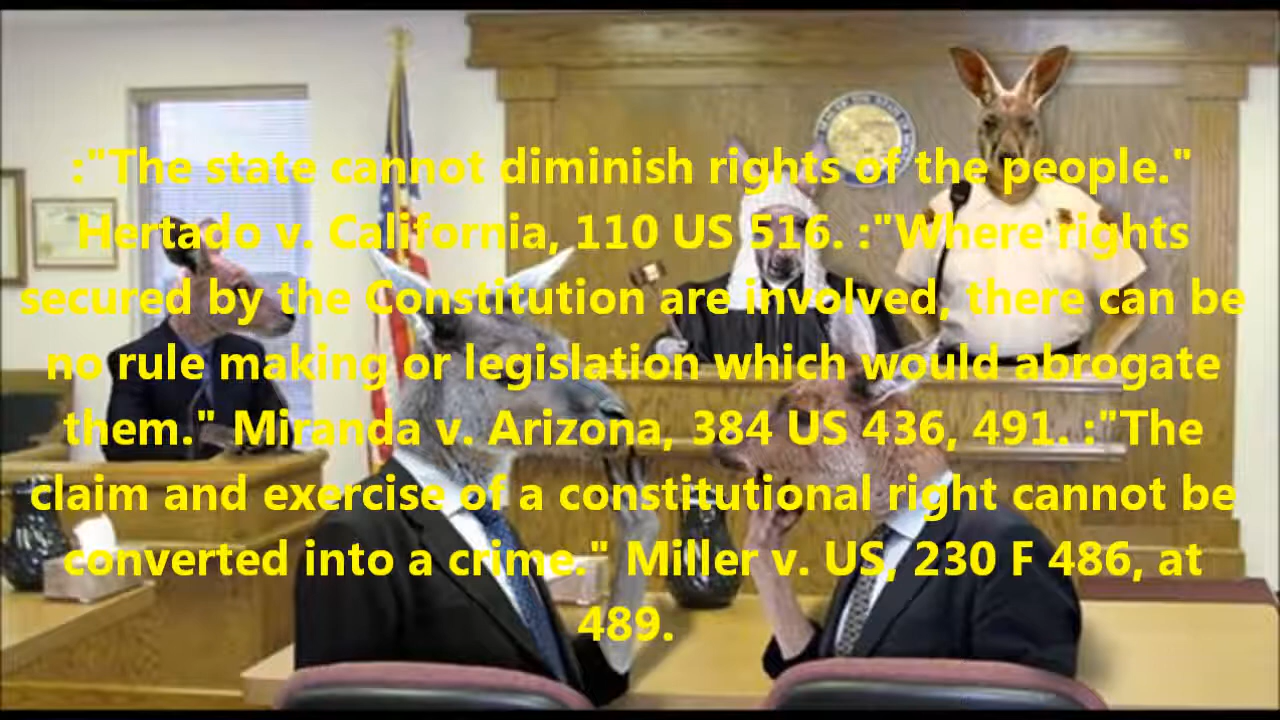 :"The state cannot diminish rights of the people."
Hertado v. California, 110 US 516. :"Where rights
secured by the Constitution are involved, there can be
no rule making or legislation which would abrogate
them." Miranda v. Arizona, 384 US 436, 491. :"The
claim and exercise of a constitutional right cannot be
converted into a crime." Miller v. US, 230 F 486, at
489.